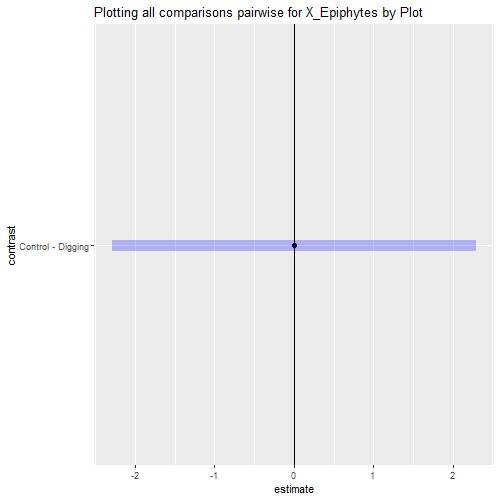 Plotting all comparisons pairwise for X_Epiphytes by Plot
contrast
Control - Digging
-2 -1 0 1 2
estimate